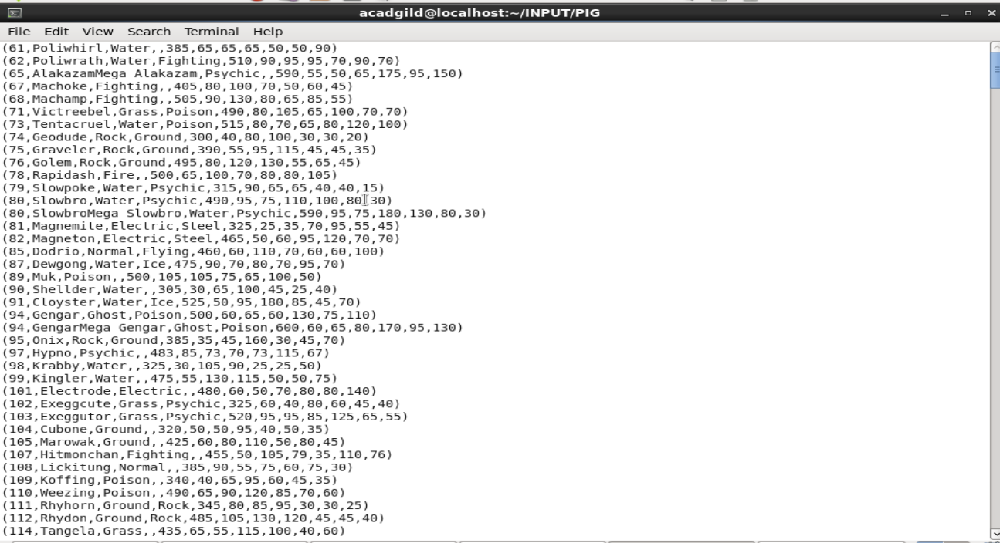 acadgild@localhost:~/INPUT/PIG
File Edit View Search Terminal Help
(61,Poliwhirl,Water,,385,65,65,65,50,50,90)
(62,Poliwrath,Water,Fighting,510,90,95,95,70,90,70)
(65,AlakazamMega Alakazam,Psychic,,590,55,50,65,175,95,150)
(67,Machoke,Fighting,,405,80,100,70,50,60,45)
(68,Machamp,Fighting,,505,90,130,80,65,85,55)
(71,Victreebel,Grass,Poison,490,80,105,65,100,70,70)
(73,Tentacruel,Water,Poison,515,80,70,65,80,120,100)
(74,Geodude,Rock,Ground,300,40,80,100,30,30,20)
(75,Graveler,Rock,Ground,390,55,95,115,45,45,35)
(76,Golem,Rock,Ground,495,80,120,130,55,65,45)
(78,Rapidash,Fire,,500,65,100,70,80,80,105)
(79,Slowpoke,Water,Psychic,315,90,65,65,40,40,15)
(80,Slowbro,Water,Psychic,490,95,75,110,100,80,30)
(80,SlowbroMega Slowbro,Water,Psychic,590,95,75,180,130,80,30)
(81,Magnemite,Electric,Steel,325,25,35,70,95,55,45)
(82,Magneton,Electric,Steel,465,50,60,95,120,70,70)
(85,Dodrio,Normal,Flying,460,60,110,70,60,60,100)
(87,Dewgong,Water,Ice,475,90,70,80,70,95,70)
(89,Muk,Poison,,500,105,105,75,65,100,50)
(90,Shellder,Water,,305,30,65,100,45,25,40)
(91,Cloyster,Water,Ice,525,50,95,180,85,45,70)
(94,Gengar,Ghost,Poison,500,60,65,60,130,75,110)
(94,GengarMega Gengar,Ghost,Poison,600,60,65,80,170,95,130)
(95,Onix,Rock,Ground,385,35,45,160,30,45,70)
(97,Hypno,Psychic,,483,85,73,70,73,115,67)
(98,Krabby,Water,,325,30,105,90,25,25,50)
(99,Kingler,Water,,475,55,130,115,50,50,75)
(101,Electrode,Electric,,480,60,50,70,80,80,140)
(102,Exeggcute,Grass,Psychic,325,60,40,80,60,45,40)
(103,Exeggutor,Grass,Psychic,520,95,95,85,125,65,55)
(104,Cubone,Ground,,320,50,50,95,40,50,35)
(105,Marowak,Ground,,425,60,80,110,50,80,45)
(107,Hitmonchan,Fighting,,455,50,105,79,35,110,76)
(108,Lickitung,Normal,,385,90,55,75,60,75,30)
(109,Koffing,Poison,,340,40,65,95,60,45,35)
(110,Weezing,Poison,,490,65,90,120,85,70,60)
(111,Rhyhorn,Ground,Rock,345,80,85,95,30,30,25)
(112,Rhydon,Ground,Rock,485,105,130,120,45,45,40)
(114,Tangela,Grass,,435,65,55,115,100,40,60)